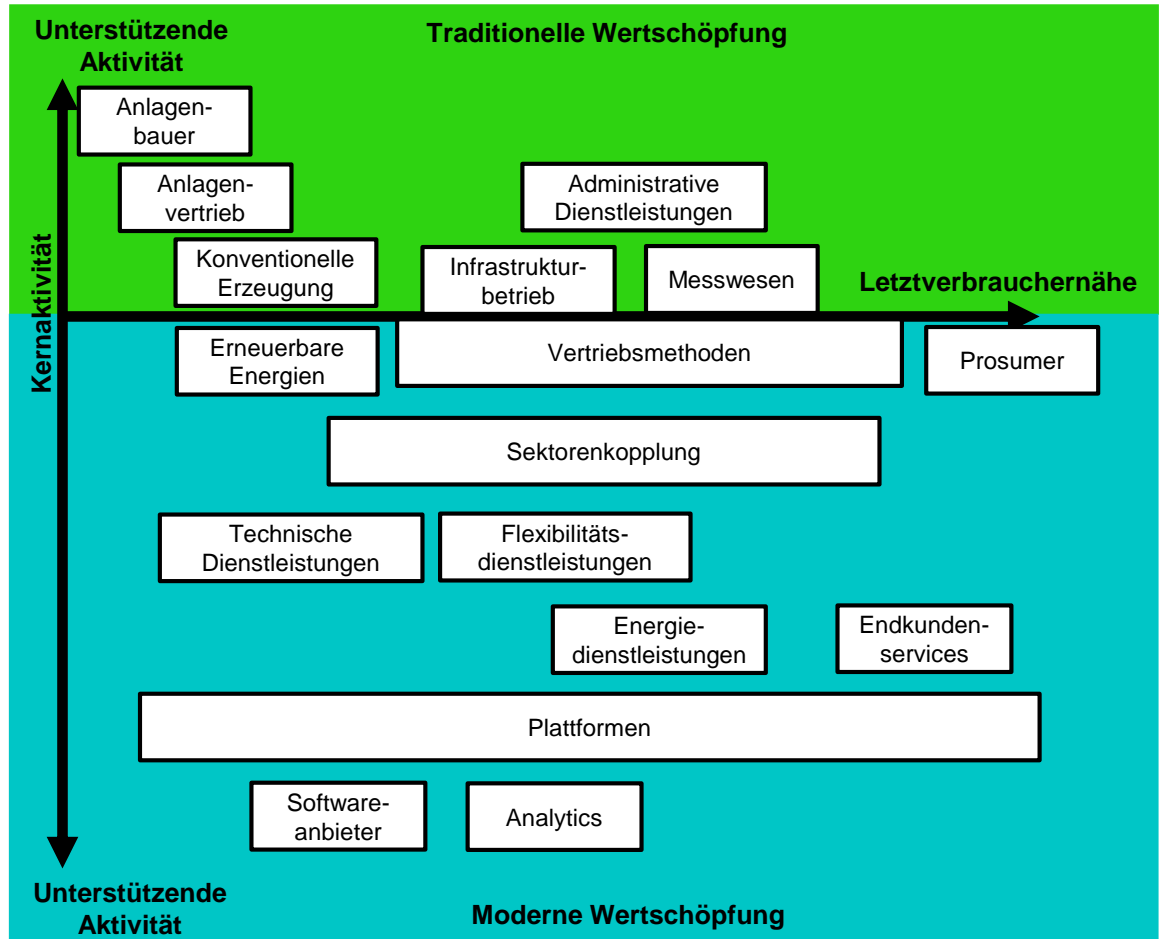 Unterstützende
Aktivität
Traditionelle Wertschöpfung
Anlagen-
bauer
Anlagen-
vertrieb
Administrative
Dienstleistungen
Konventionelle
Erzeugung
Infrastruktur-
betrieb
Messwesen
Letztverbrauchernähe
Kernaktivität
Erneuerbare
Energien
Vertriebsmethoden
Prosumer
Sektorenkopplung
Technische
Dienstleistungen
Flexibilitäts-
dienstleistungen
Energie-
dienstleistungen
Endkunden-
services
Plattformen
Software-
anbieter
Analytics
Unterstützende
Aktivität
Moderne Wertschöpfung